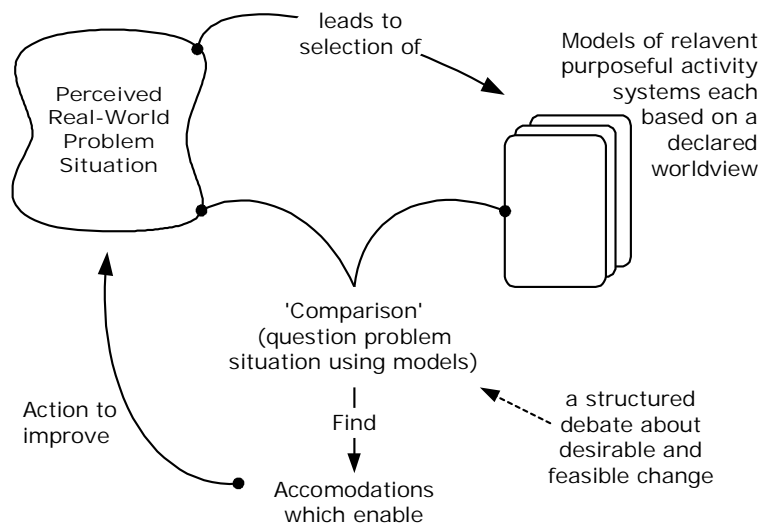 leads to
selection of
Models of relavent
purposeful activity
systems each
based on a
declared
worldview
Perceived
Real-World
Problem
Situation
'Comparison'
(question problem
situation using models)
Find
Action to
improve
a structured
debate about
desirable and
feasible change
Accomodations
which enable